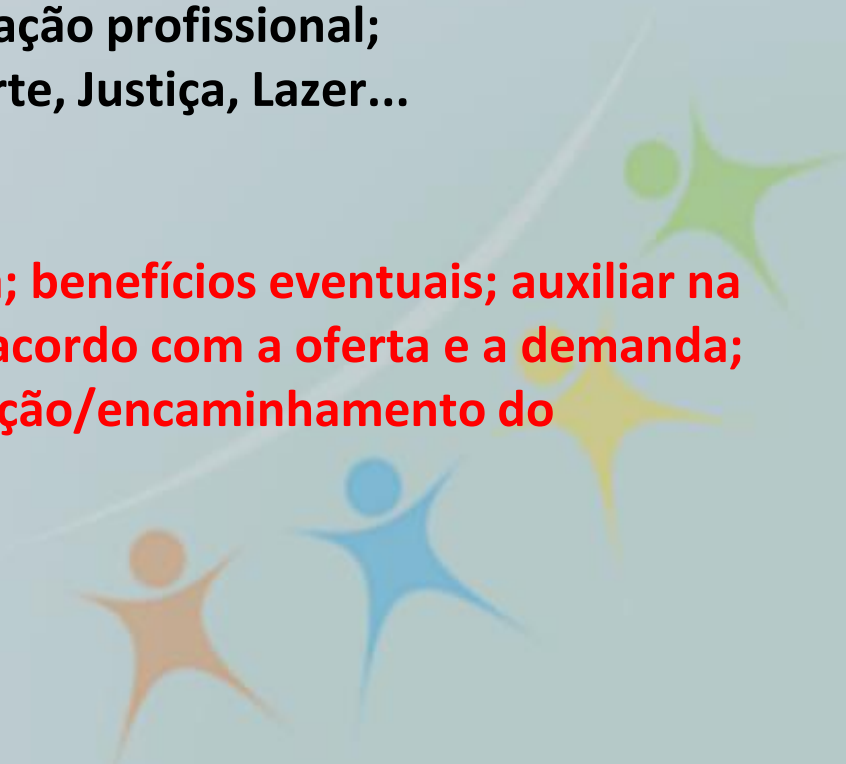 ação profissional;
rte, Justiça, Lazer...
; benefícios eventuais; auxiliar na
acordo com a oferta e a demanda;
ção/encaminhamento do